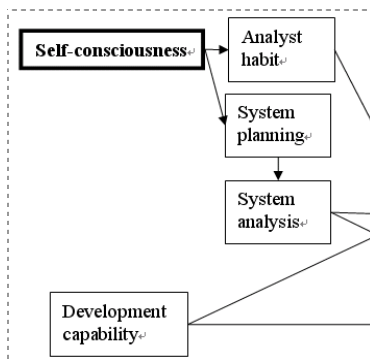 Self-consciousness
Analyst
habit
System
planning
System
analysis
Development
capability